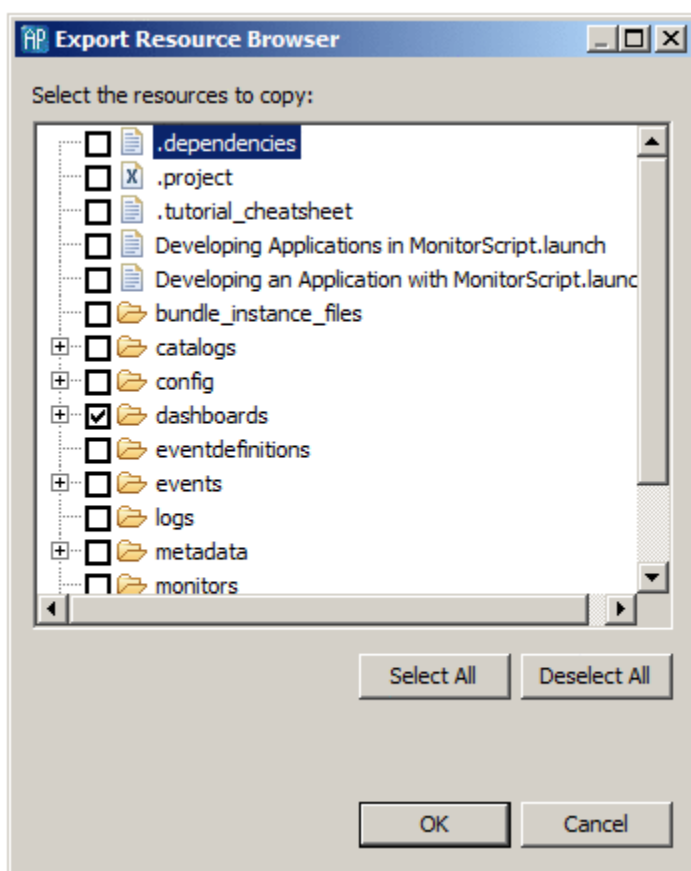 AP Export Resource Browser
Select the resources to copy:
.dependencies
X .project
.tutorial_cheatsheet
Developing Applications in MonitorScript.launch
Developing an Application with MonitorScript.launc
bundle_instance_files
catalogs
config
dashboards
eventdefinitions
events
logs
metadata
monitors
Select All Deselect All
OK Cancel